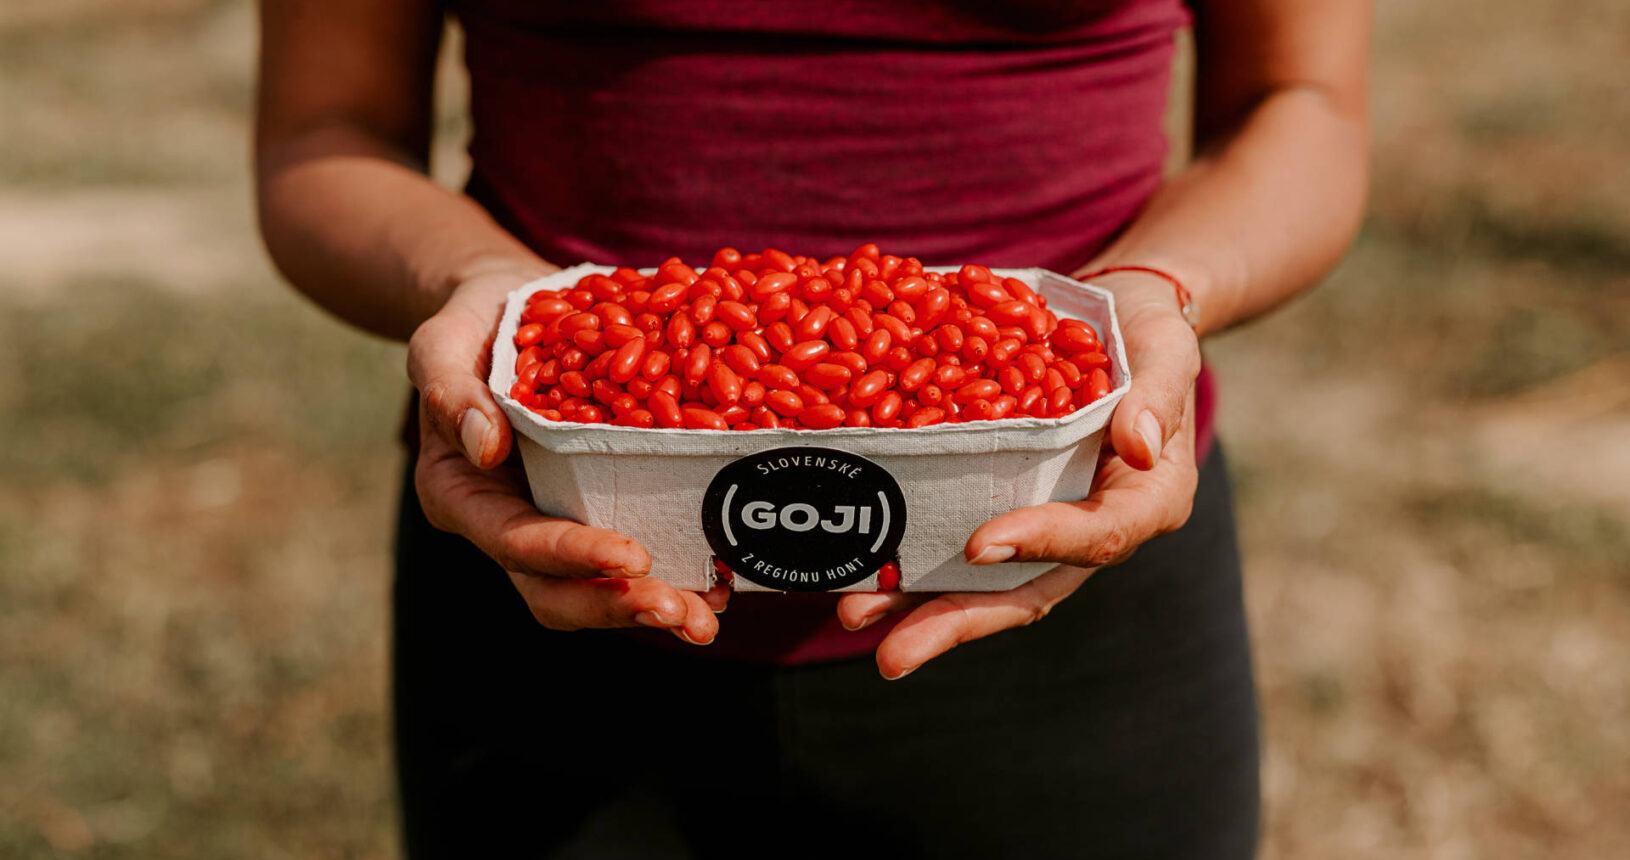 SLOVENSKÉ
(GOJI)
Z REGIÓNU HONT